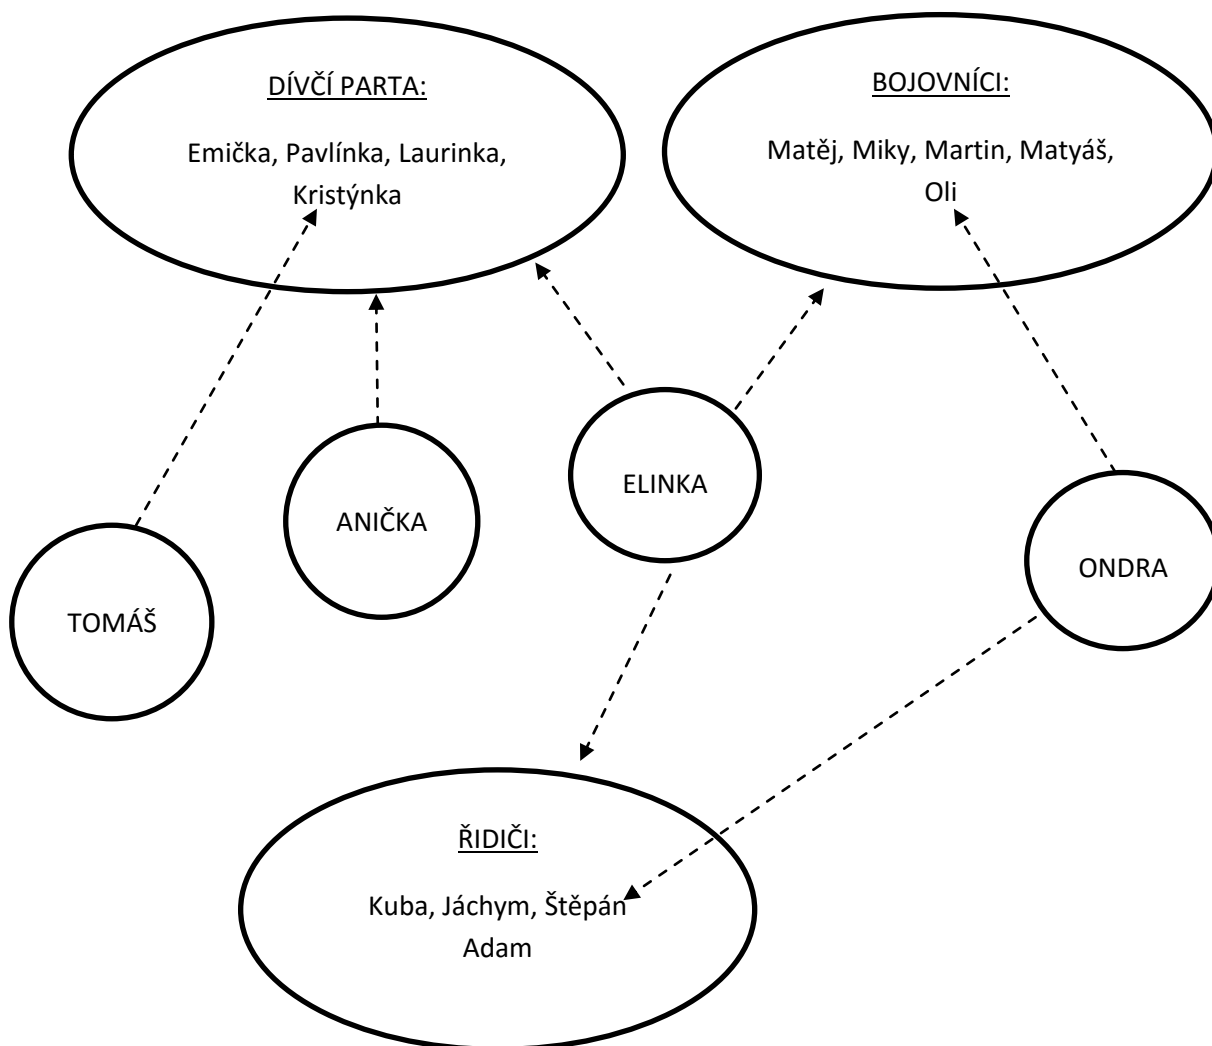 DÍVČÍ PARTA:
Emička, Pavlínka, Laurinka,
Kristýnka
BOJOVNÍCI:
Matěj, Miky, Martin, Matyáš,
Oli
ELINKA
ANIČKA
ONDRA
TOMÁŠ
ŘIDIČI:
Kuba, Jáchym, Štěpán
Adam